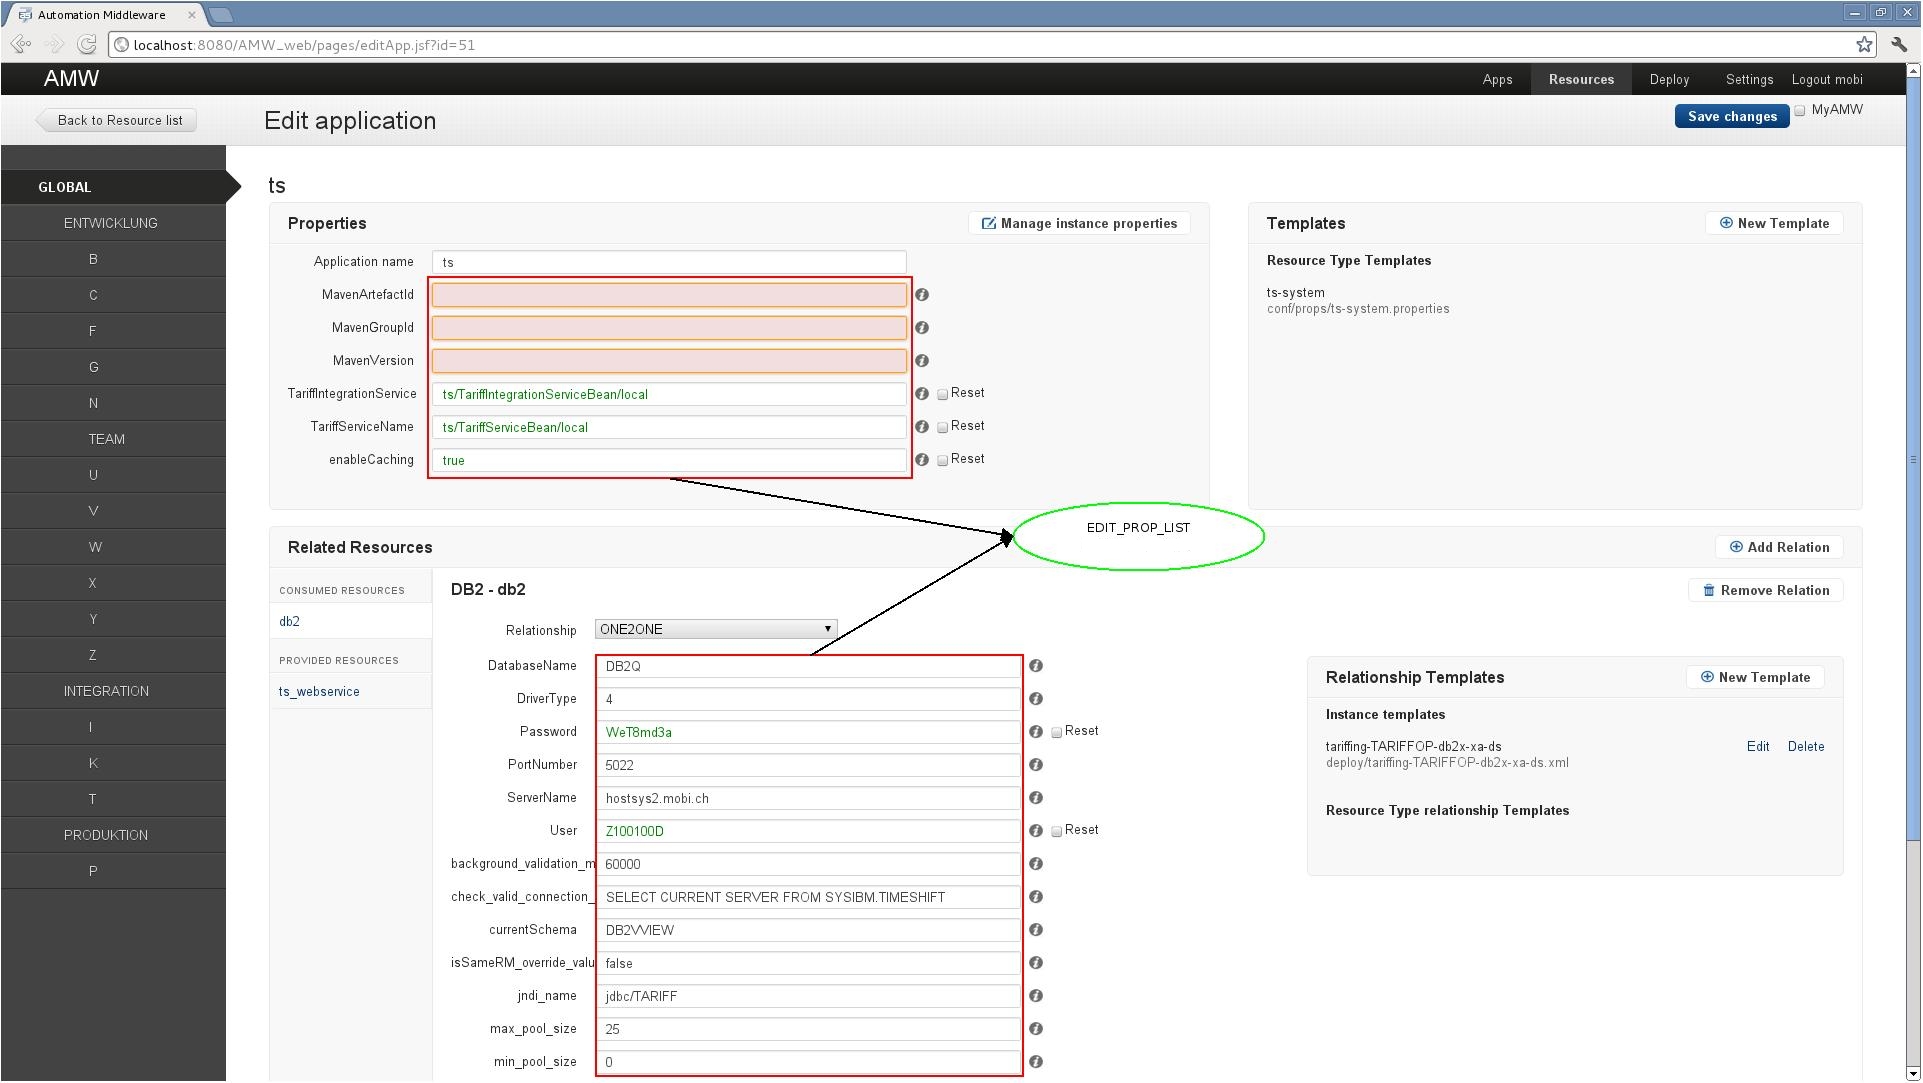 Automation Middleware
localhost:8080/AMW_web/pages/editApp.jsf?id=51
AMW
Apps
Resources
Deploy
Settings
Logout mobi
Back to Resource list
Edit application
Save changes
MyAMW
GLOBAL
ENTWICKLUNG
B
C
F
G
N
TEAM
U
V
W
X
Y
Z
INTEGRATION
I
K
T
PRODUKTION
P
ts
Properties
Manage instance properties
Application name ts
MavenArtefactId
MavenGroupId
MavenVersion
TariffIntegrationService ts/TariffIntegrationServiceBean/local Reset
TariffServiceName ts/TariffServiceBean/local Reset
enableCaching true Reset
Templates
New Template
Resource Type Templates
ts-system
conf/props/ts-system.properties
EDIT_PROP_LIST
Related Resources
Add Relation
CONSUMED RESOURCES
db2
PROVIDED RESOURCES
ts_webservice
DB2 - db2
Remove Relation
Relationship ONE2ONE
DatabaseName DB2Q
DriverType 4
Password WeT8md3a Reset
PortNumber 5022
ServerName hostsys2.mobi.ch
User Z100100D Reset
background_validation_m 60000
check_valid_connection_ SELECT CURRENT SERVER FROM SYSIBM.TIMESHIFT
currentSchema DB2VVIEW
isSameRM_override_valu false
jndi_name jdbc/TARIFF
max_pool_size 25
min_pool_size 0
Relationship Templates
New Template
Instance templates
tariffing-TARIFFOP-db2x-xa-ds
Edit
Delete
deploy/tariffing-TARIFFOP-db2x-xa-ds.xml
Resource Type relationship Templates